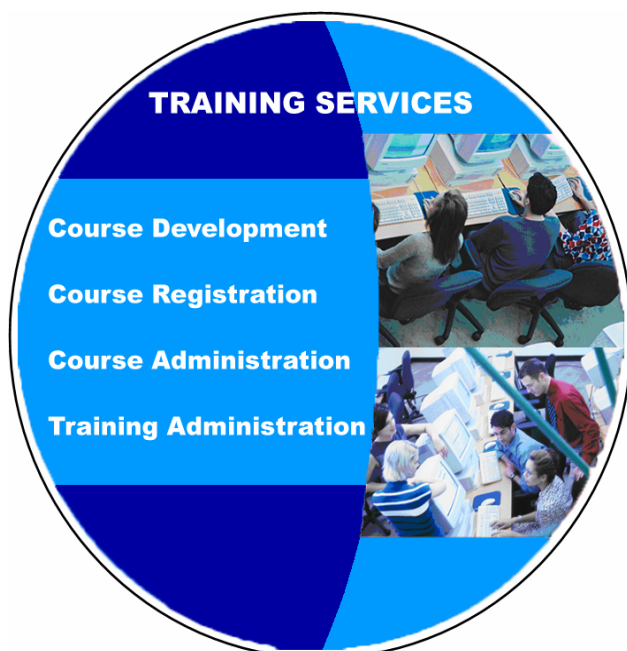 TRAINING SERVICES
Course Development
Course Registration
Course Administration
Training Administration